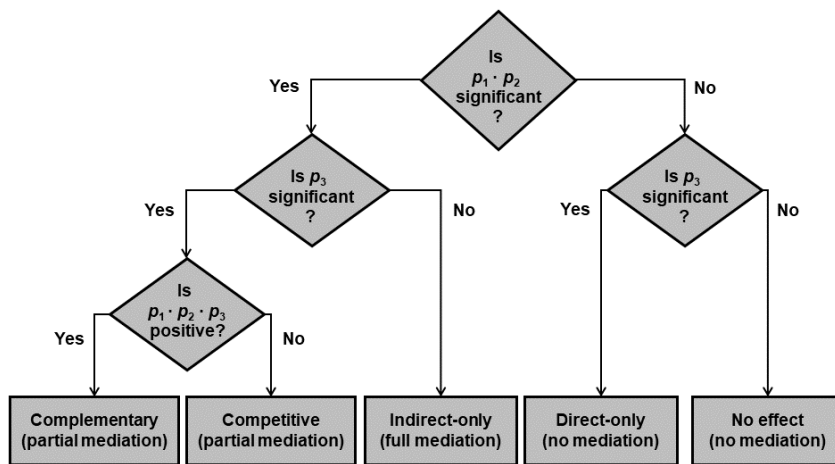 Is
p₁ · p₂
significant
?
Yes
No
Is p₃
significant
?
Is p₃
significant
?
Yes
No
Yes
No
Is
p₁ · p₂ · p₃
positive?
Yes
No
Complementary
(partial mediation)
Competitive
(partial mediation)
Indirect-only
(full mediation)
Direct-only
(no mediation)
No effect
(no mediation)